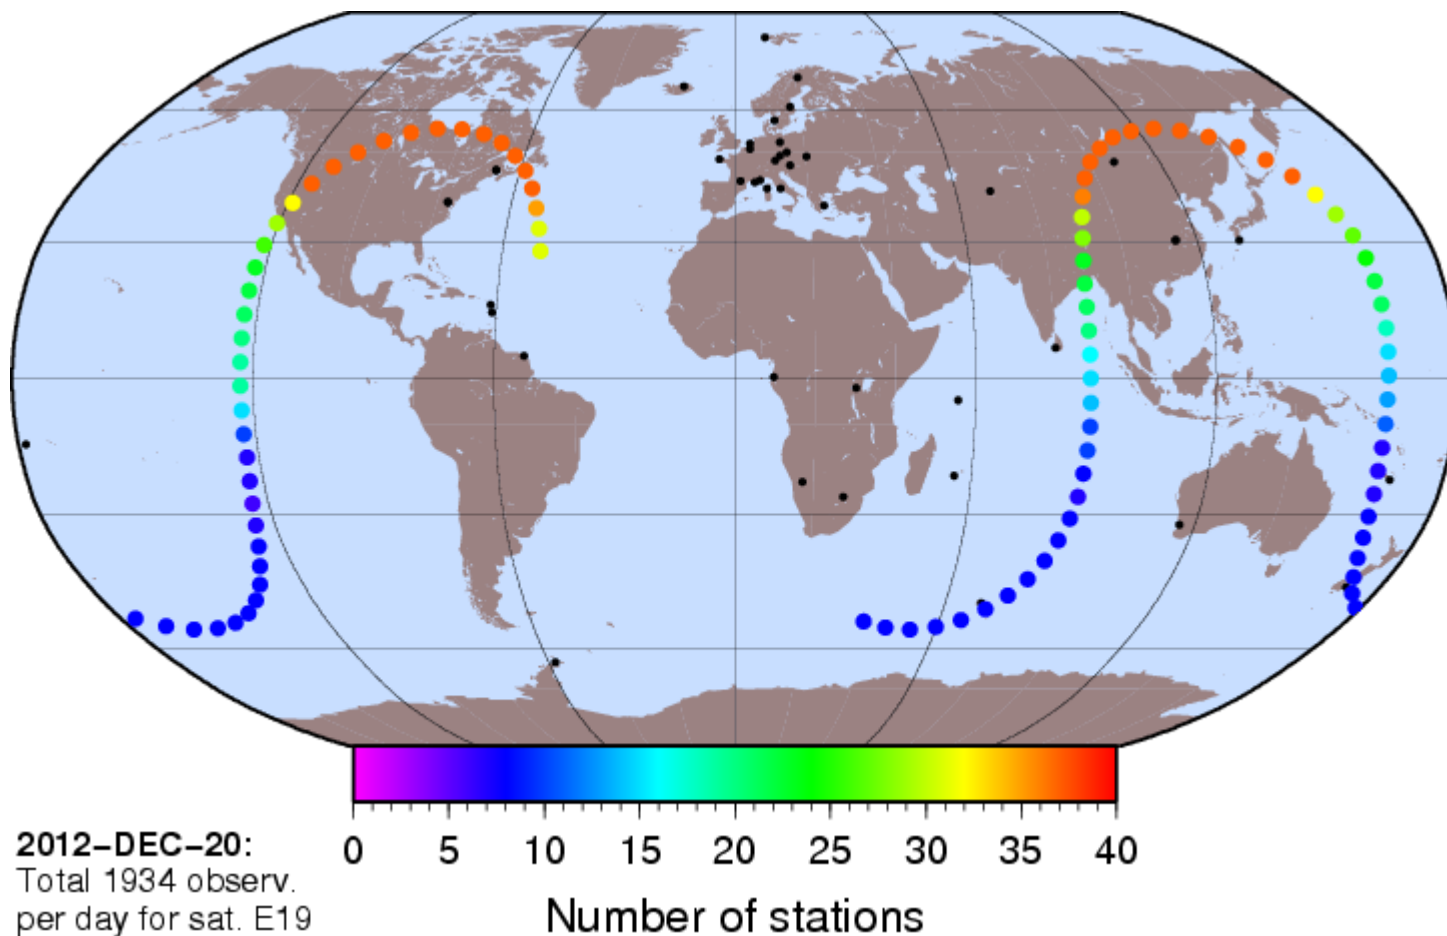 2012–DEC–20:
Total 1934 observ.
per day for sat. E19
0 5 10 15 20 25 30 35 40
Number of stations